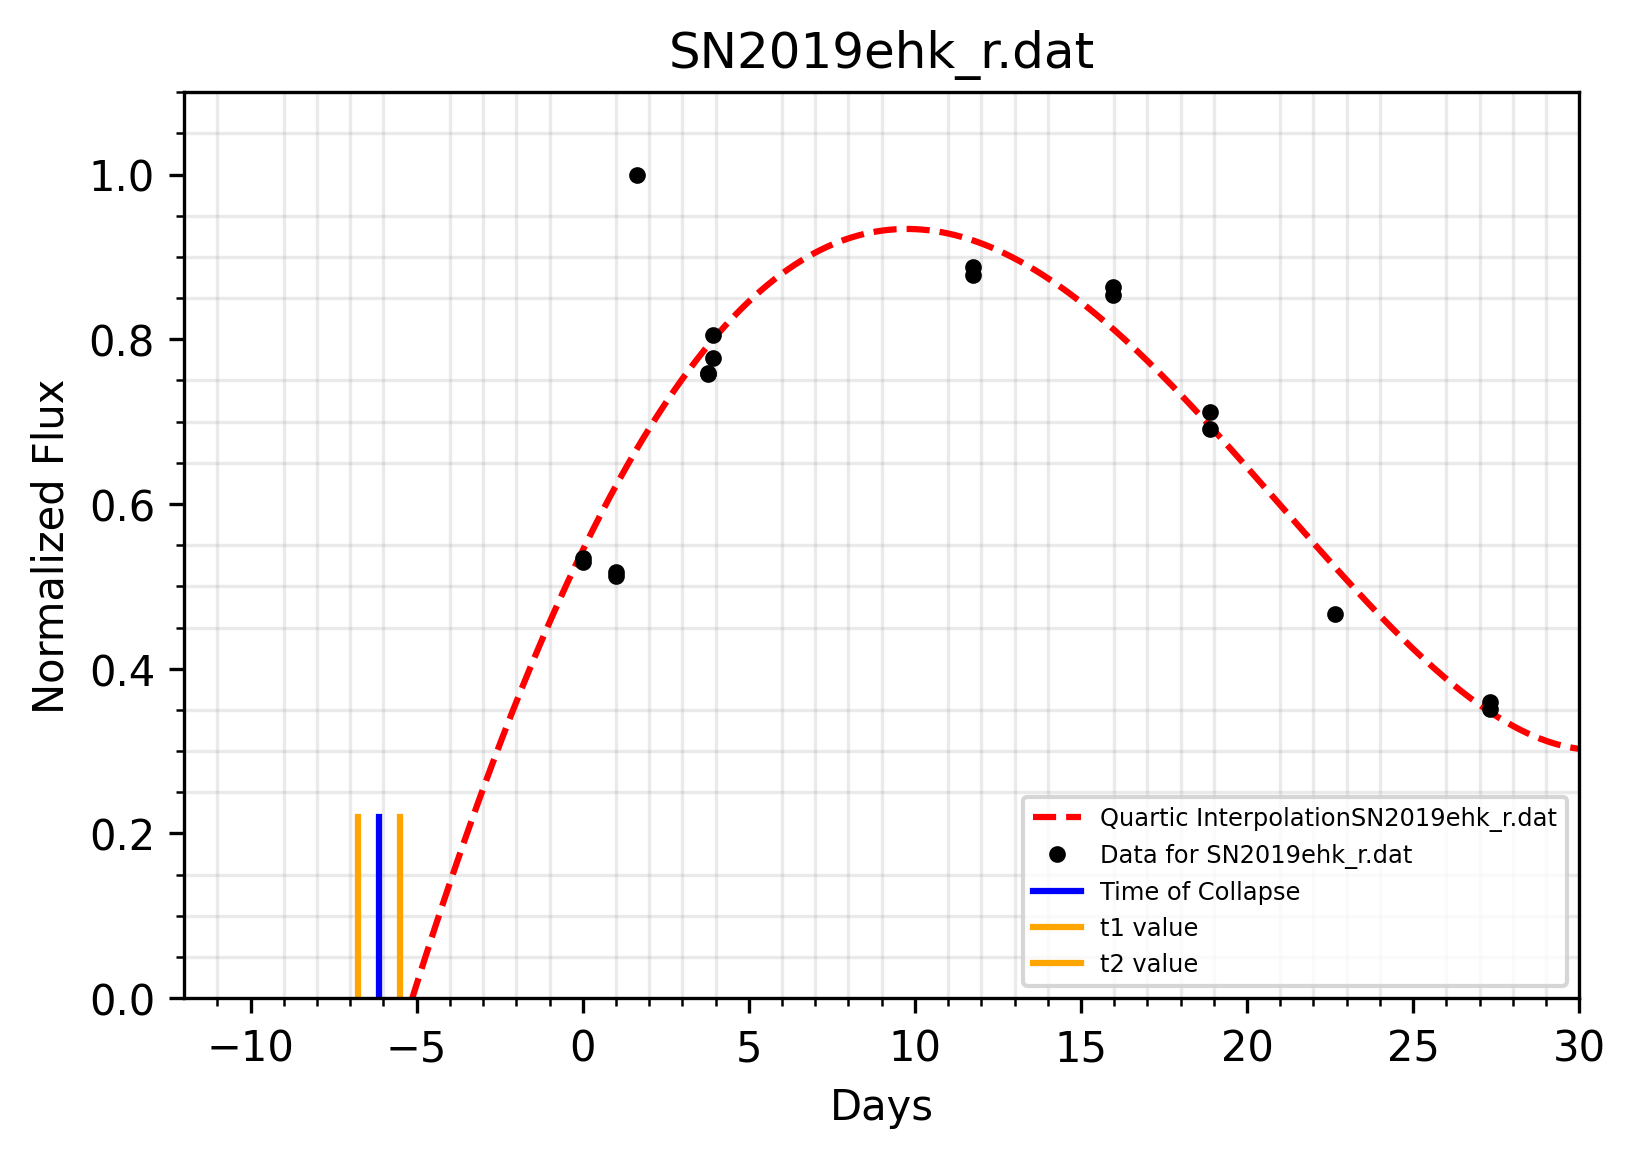 SN2019ehk_r.dat
Normalized Flux
1.0
0.8
0.6
0.4
0.2
0.0
−10
−5
0
5
10
15
20
25
30
Days
Quartic InterpolationSN2019ehk_r.dat
Data for SN2019ehk_r.dat
Time of Collapse
t1 value
t2 value